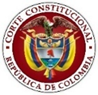 CORTE CONSTITUCIONAL
REPUBLICA DE COLOMBIA